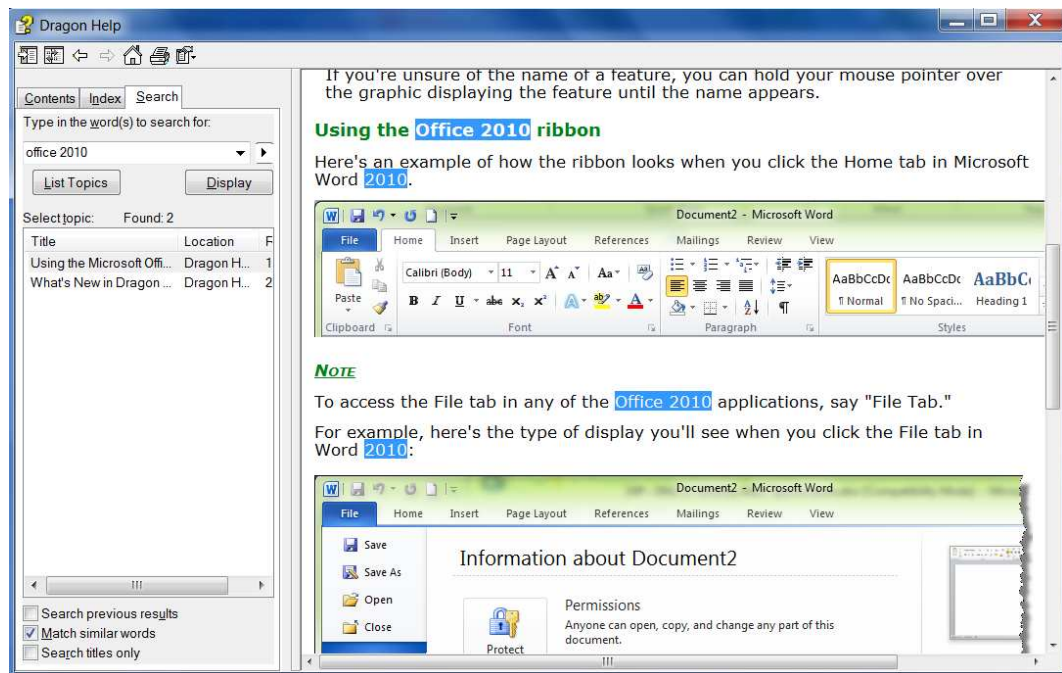 Dragon Help
Contents Index Search
Type in the word(s) to search for:
office 2010
List Topics Display
Select topic: Found: 2
Title Location F
Using the Microsoft Offi... Dragon H... 1
What's New in Dragon ... Dragon H... 2
Search previous results
Match similar words
Search titles only
If you're unsure of the name of a feature, you can hold your mouse pointer over
the graphic displaying the feature until the name appears.
Using the Office 2010 ribbon
Here's an example of how the ribbon looks when you click the Home tab in Microsoft
Word 2010.
Document2 - Microsoft Word
File Home Insert Page Layout References Mailings Review View
Paste
Calibri (Body) 11 A A Aa
B I U abc X₂ X² A aby A
AaBbCcDc AaBbCcDc AaBbC
¶ Normal ¶ No Spaci... Heading 1
Clipboard Font Paragraph Styles
NOTE
To access the File tab in any of the Office 2010 applications, say "File Tab."
For example, here's the type of display you'll see when you click the File tab in
Word 2010:
Document2 - Microsoft Word
File Home Insert Page Layout References Mailings Review View
Save
Save As
Open
Close
Information about Document2
Protect
Permissions
Anyone can open, copy, and change any part of this
document.